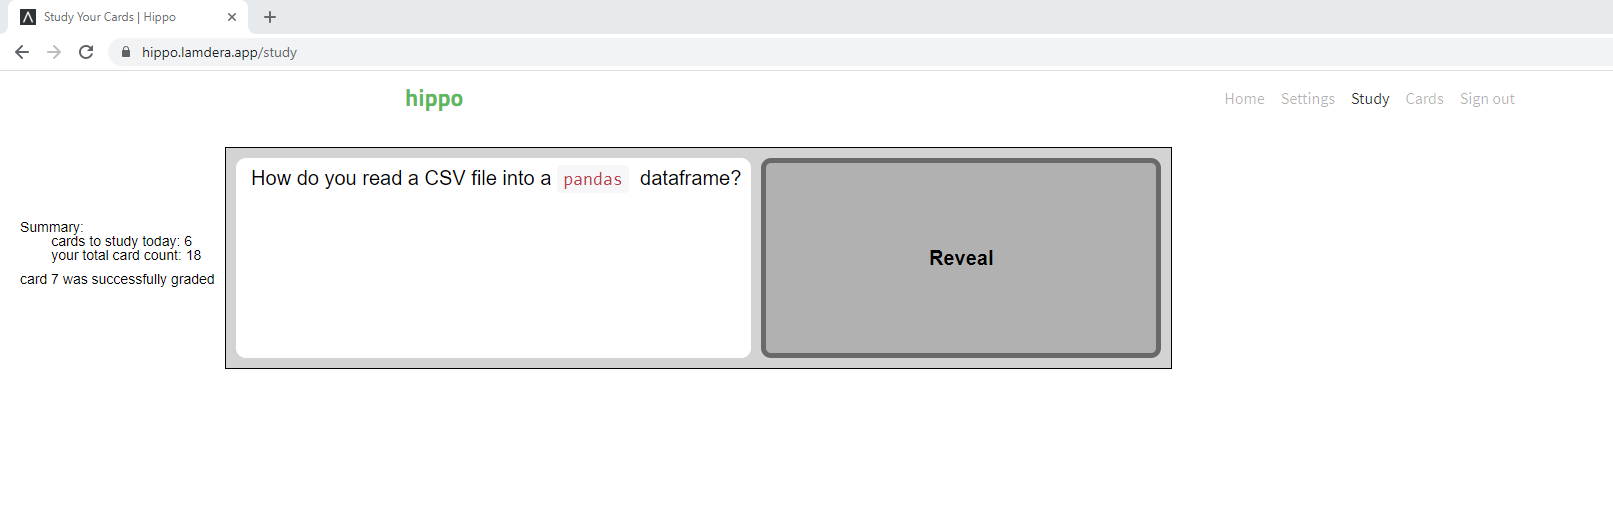 Study Your Cards | Hippo
hippo.lamdera.app/study
hippo
Home Settings Study Cards Sign out
How do you read a CSV file into a pandas dataframe?
Reveal
Summary:
cards to study today: 6
your total card count: 18
card 7 was successfully graded